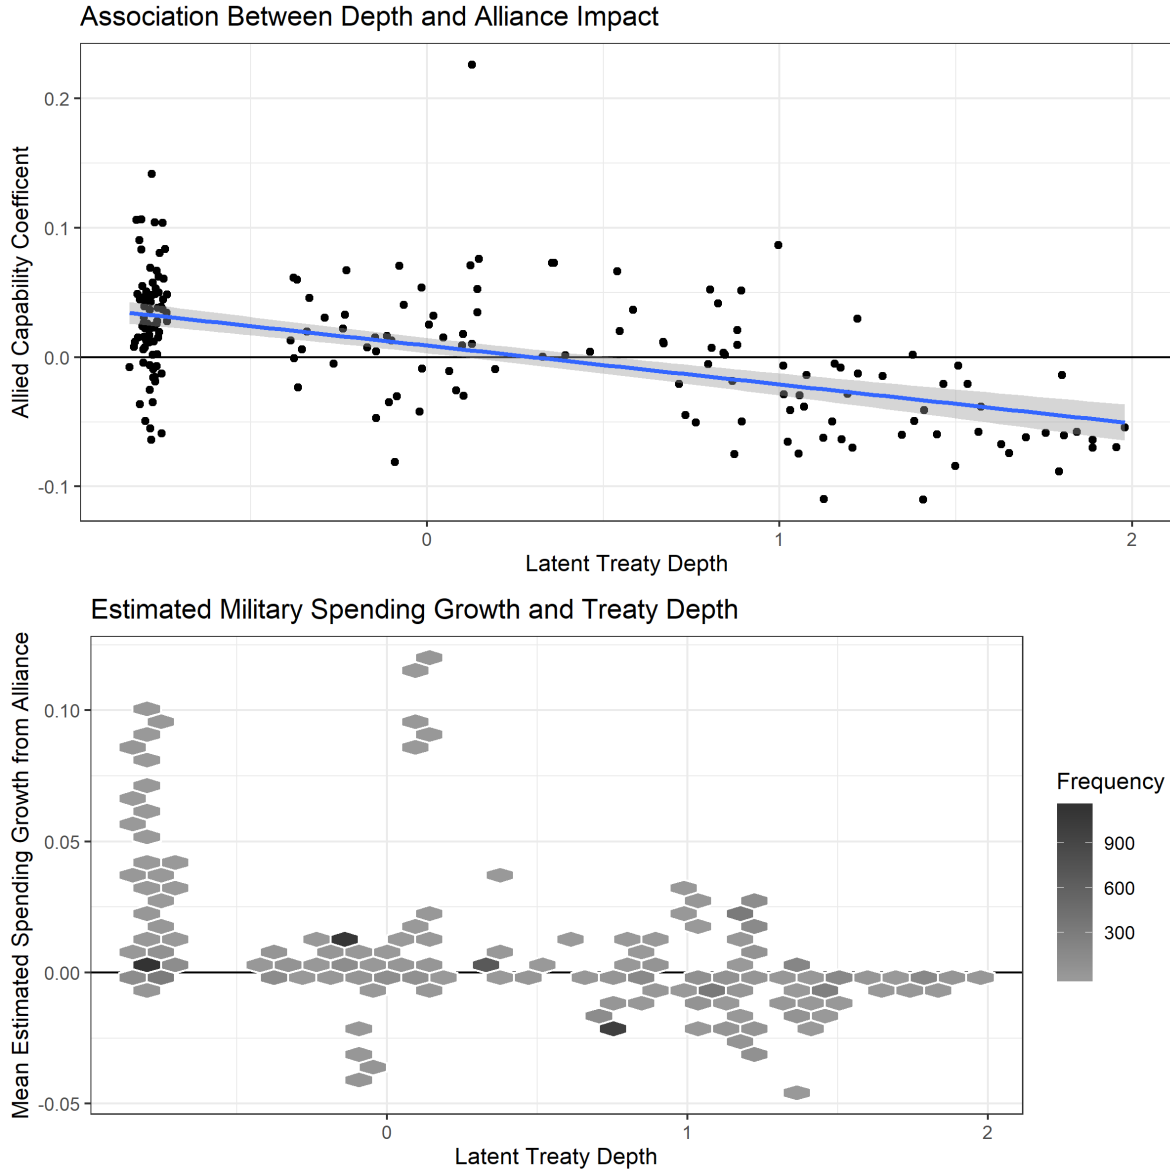 Association Between Depth and Alliance Impact
Allied Capability Coefficent
0.2
0.1
0.0
-0.1
0
1
2
Latent Treaty Depth
Estimated Military Spending Growth and Treaty Depth
Mean Estimated Spending Growth from Alliance
0.10
0.05
0.00
-0.05
0
1
2
Latent Treaty Depth
Frequency
900
600
300